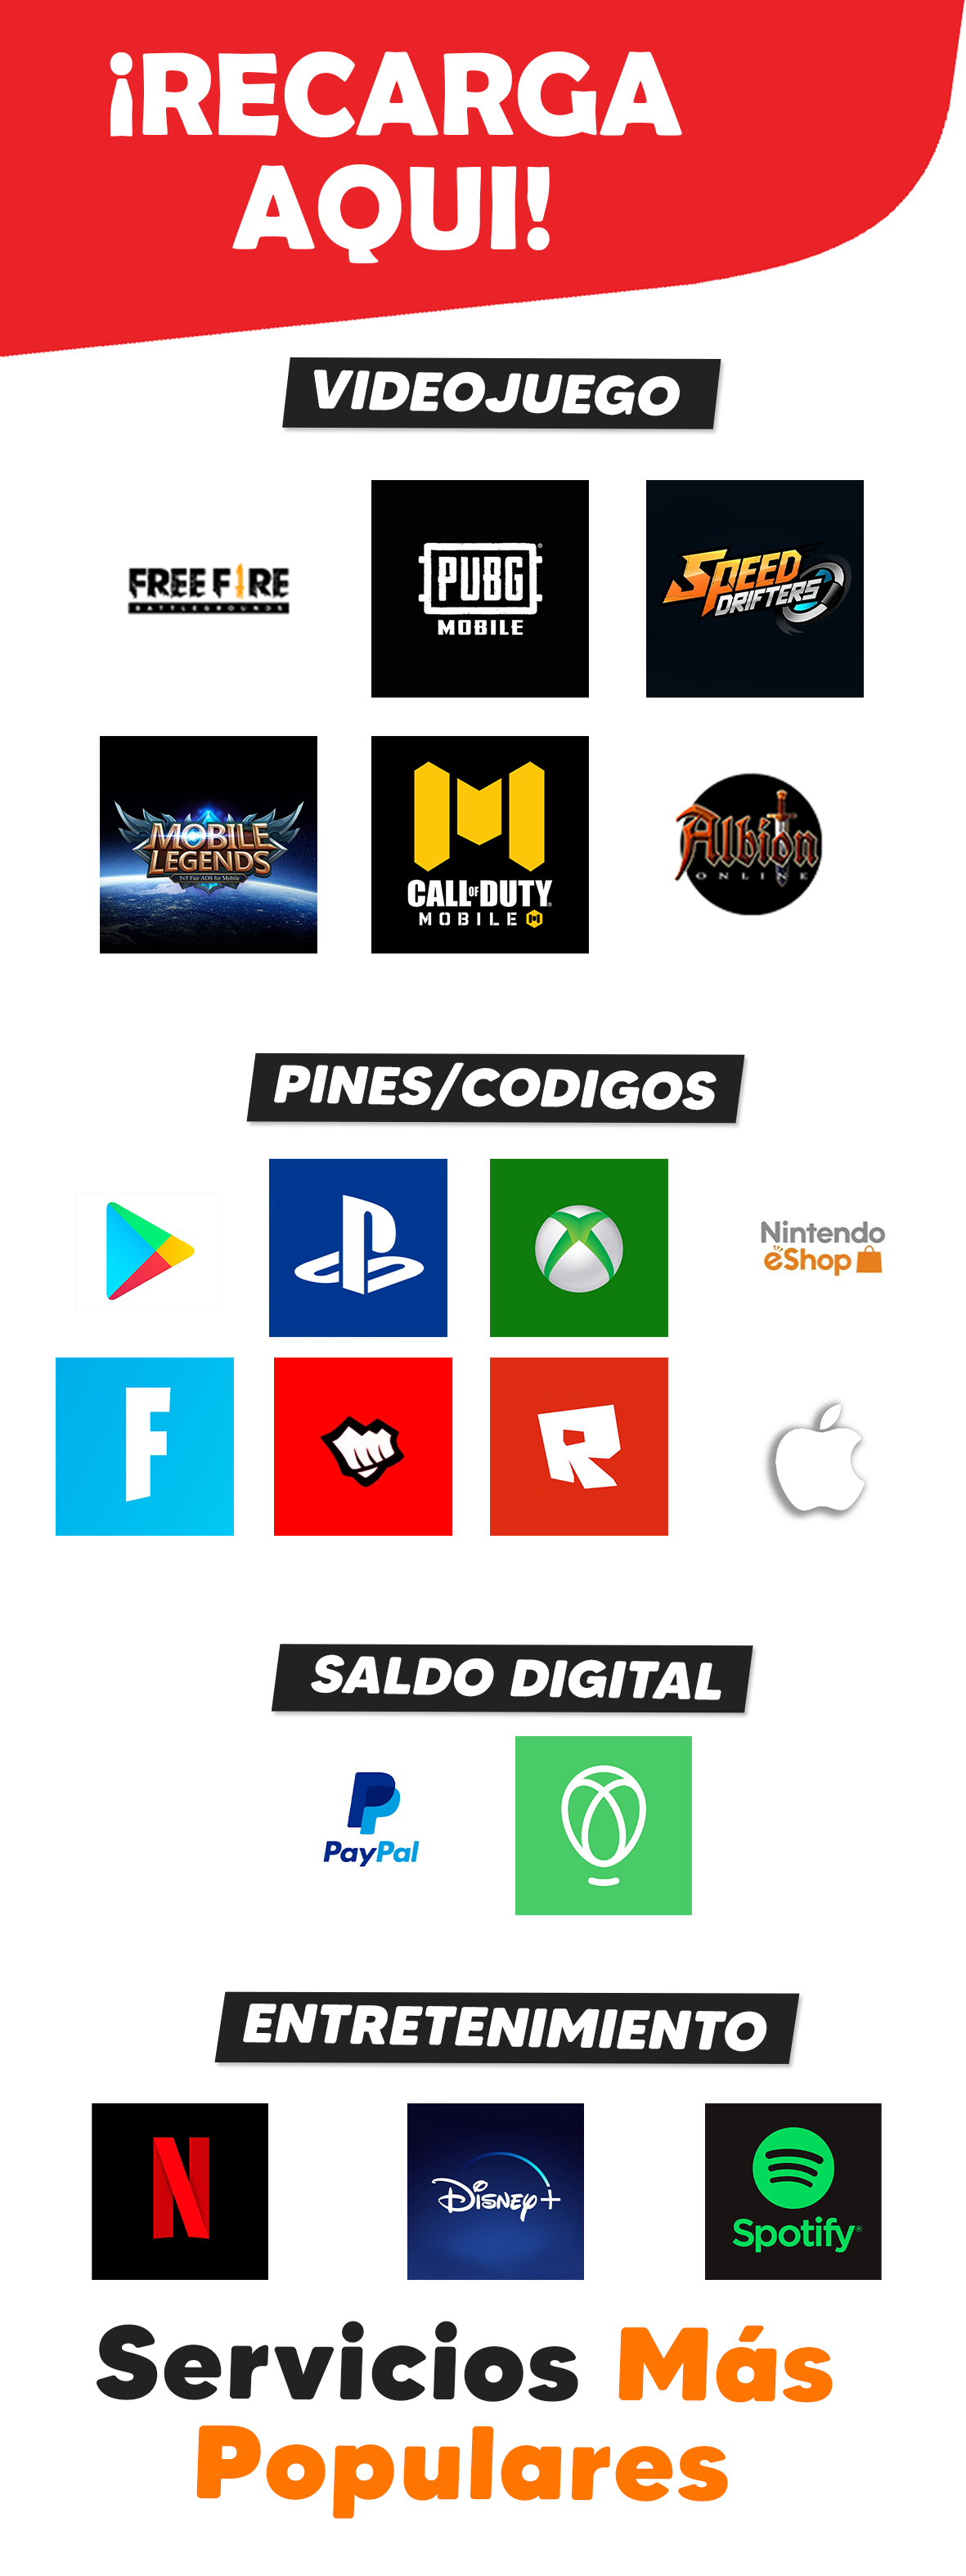 ¡RECARGA
AQUI!
VIDEOJUEGO
FREE FIRE
BATTLEGROUNDS
PUBG
MOBILE
SPEED
DRIFTERS
MOBILE
LEGENDS
5v5 Fair AOS for Mobile
CALL OF DUTY
MOBILE
Albion
ONLINE
PINES/CODIGOS
Nintendo
eShop
F
R
SALDO DIGITAL
PayPal
ENTRETENIMIENTO
N
Disney+
Spotify®
Servicios Más
Populares